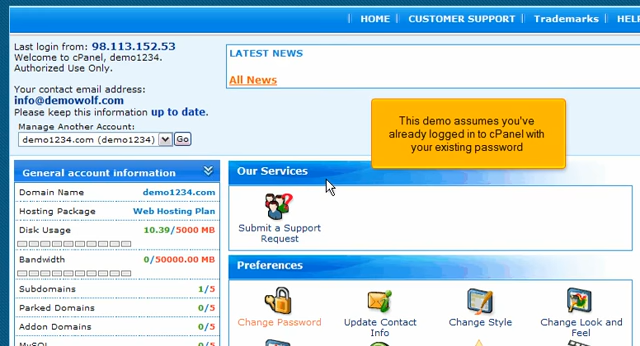 HOME CUSTOMER SUPPORT Trademarks
Last login from: 98.113.152.53
Welcome to cPanel, demo1234.
Authorized Use Only.
Your contact email address:
info@demowolf.com
Please keep this information up to date.
Manage Another Account:
demo1234.com (demo1234) Go
LATEST NEWS
All News
This demo assumes you've
already logged in to cPanel with
your existing password
General account information
Domain Name demo1234.com
Hosting Package Web Hosting Plan
Disk Usage 10.39/5000 MB
Bandwidth 0/50000.00 MB
Subdomains 1/5
Parked Domains 0/5
Addon Domains 0/5
MySQL
Our Services
Submit a Support
Request
Preferences
Change Password
Update Contact
Info
Change Style
Change Look and
Feel